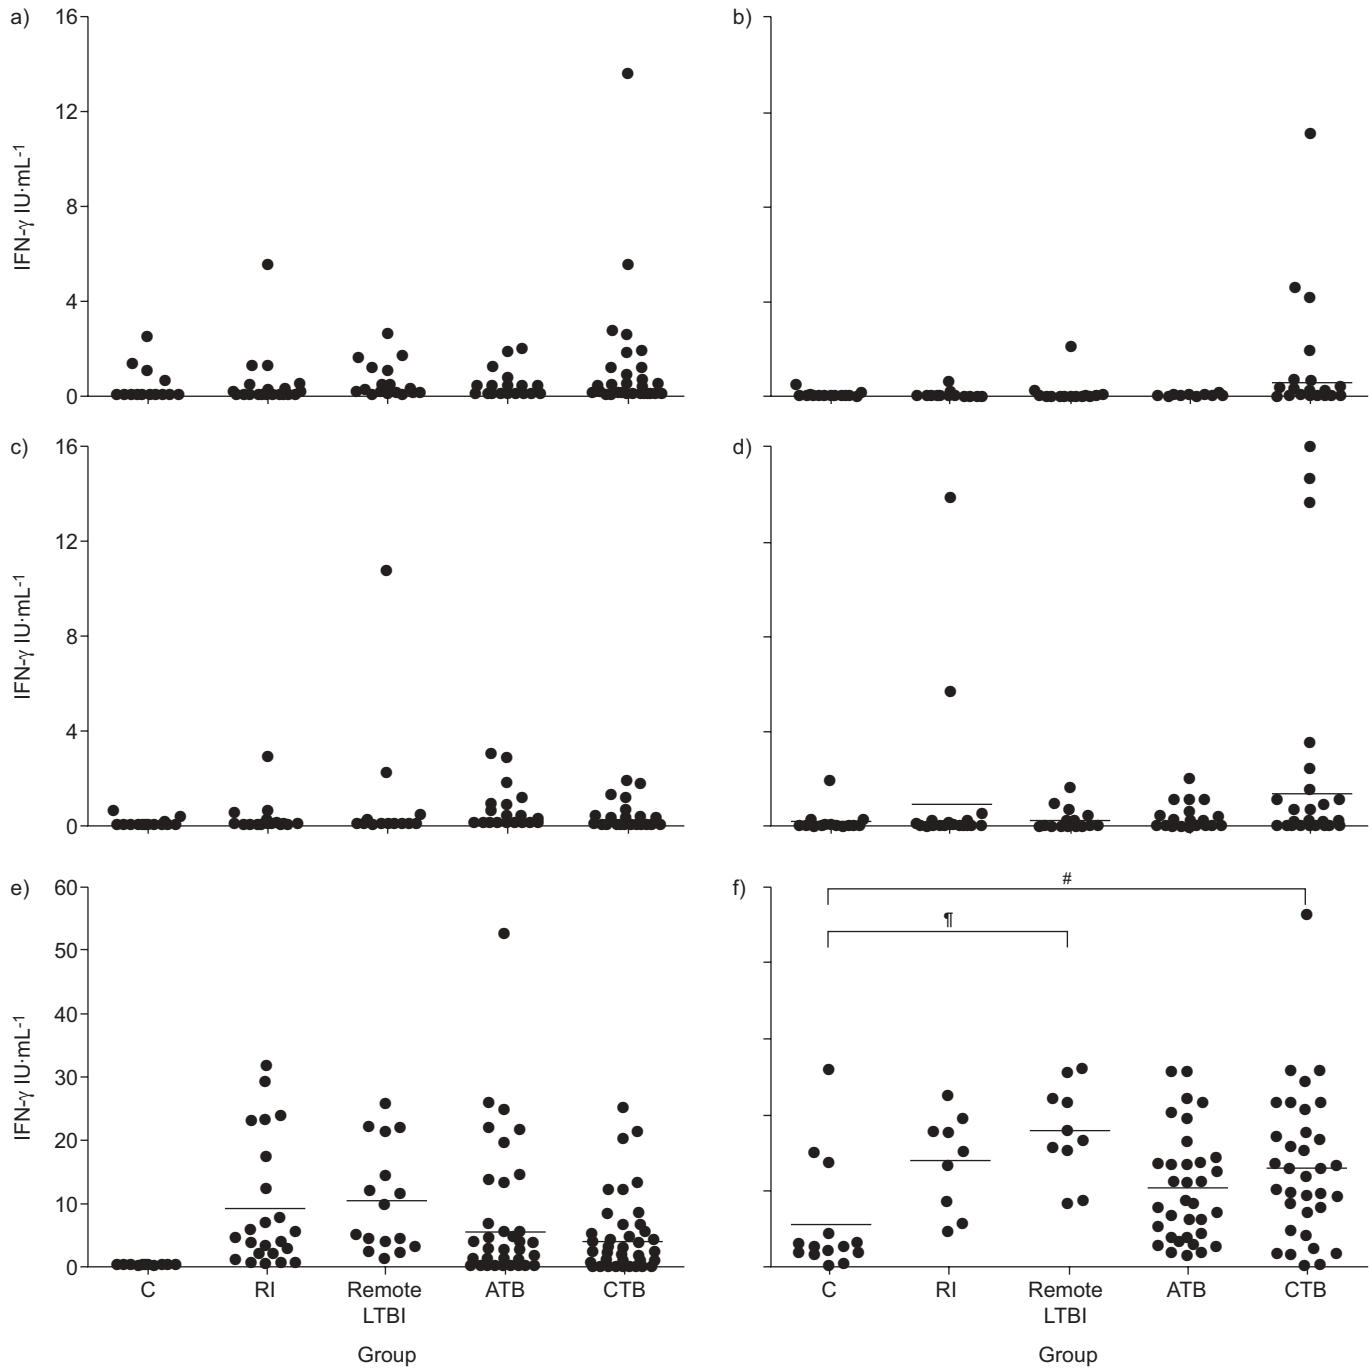 a)
16
12
8
4
0
IFN-γ IU·mL⁻¹
b)
c)
16
12
8
4
0
IFN-γ IU·mL⁻¹
d)
e)
60
50
40
30
20
10
0
IFN-γ IU·mL⁻¹
C RI Remote LTBI ATB CTB
Group
f)
#
¶
C RI Remote LTBI ATB CTB
Group